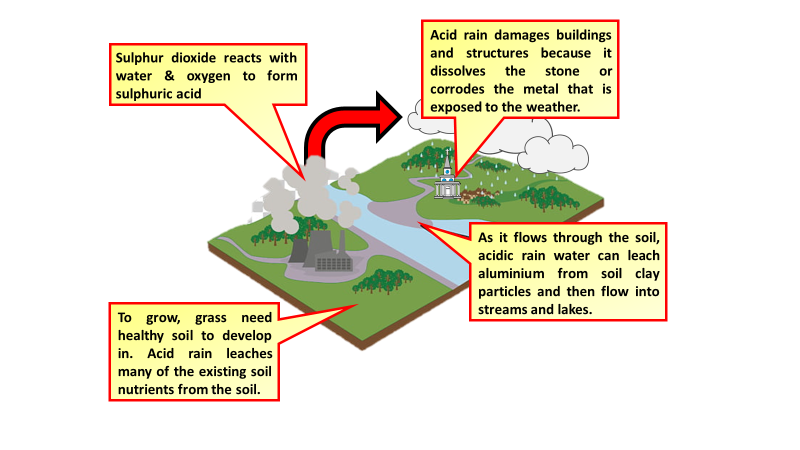 Sulphur dioxide reacts with
water & oxygen to form
sulphuric acid
Acid rain damages buildings
and structures because it
dissolves the stone or
corrodes the metal that is
exposed to the weather.
As it flows through the soil,
acidic rain water can leach
aluminium from soil clay
particles and then flow into
streams and lakes.
To grow, grass need
healthy soil to develop
in. Acid rain leaches
many of the existing soil
nutrients from the soil.